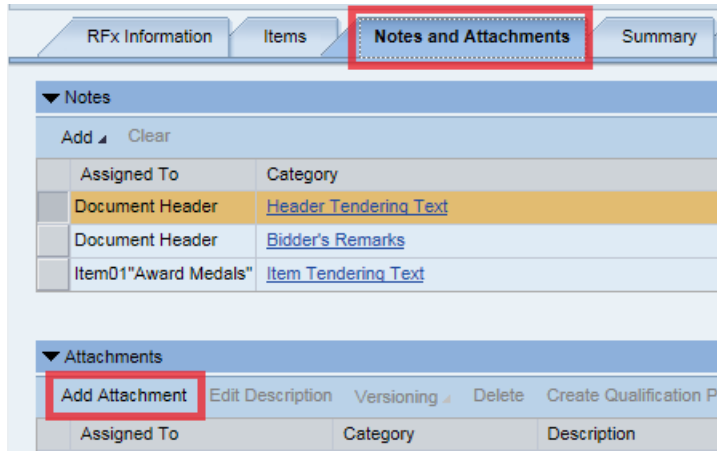 RFx Information Items Notes and Attachments Summary
Notes
Add Clear
Assigned To Category
Document Header Header Tendering Text
Document Header Bidder's Remarks
Item01"Award Medals" Item Tendering Text
Attachments
Add Attachment Edit Description Versioning Delete Create Qualification P
Assigned To Category Description